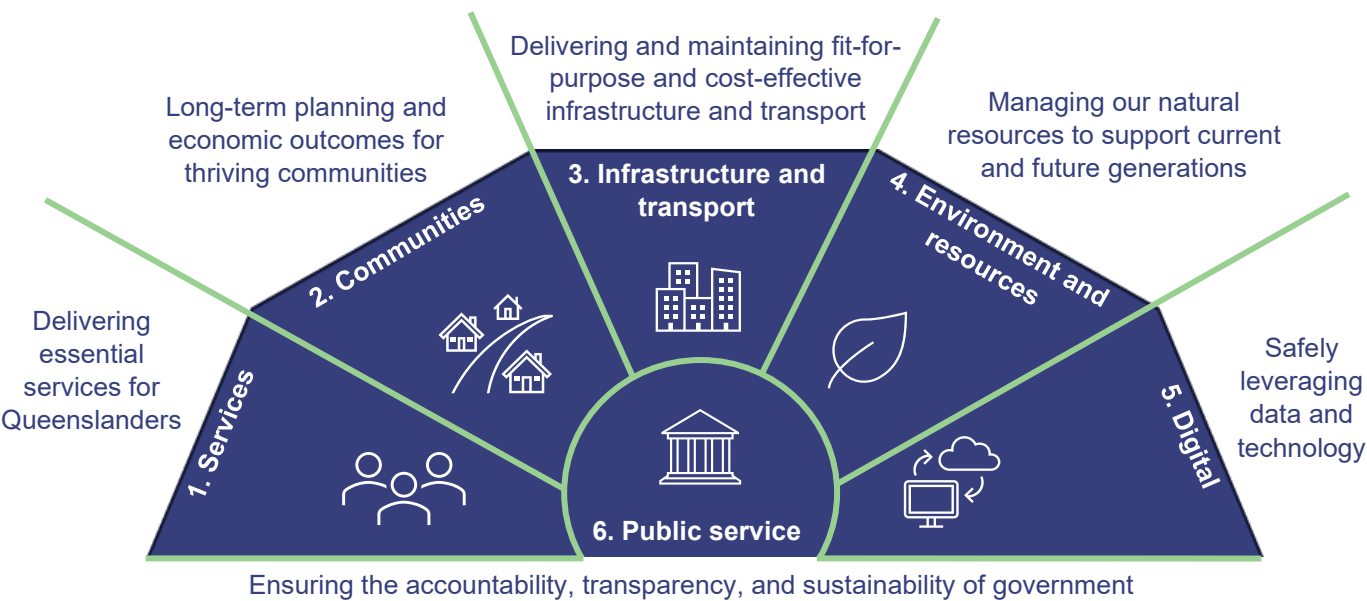 Delivering
essential
services for
Queenslanders
1. Services
Long-term planning and
economic outcomes for
thriving communities
2. Communities
Delivering and maintaining fit-for-
purpose and cost-effective
infrastructure and transport
3. Infrastructure and
transport
Managing our natural
resources to support current
and future generations
4. Environment and
resources
Safely
leveraging
data and
technology
5. Digital
6. Public service
Ensuring the accountability, transparency, and sustainability of government